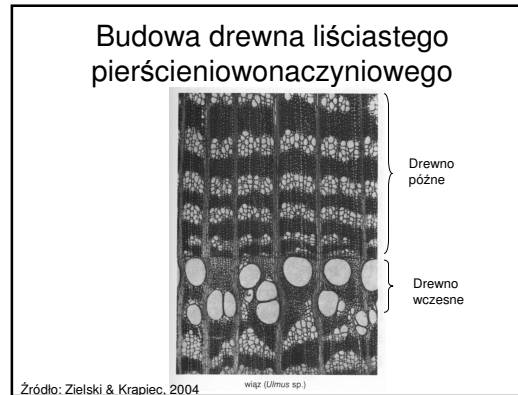 Budowa drewna liściastego
pierścieniowonaczyniowego
Drewno
późne
Drewno
wczesne
wiąz (Ulmus sp.)
Źródło: Zielski & Krąpiec, 2004